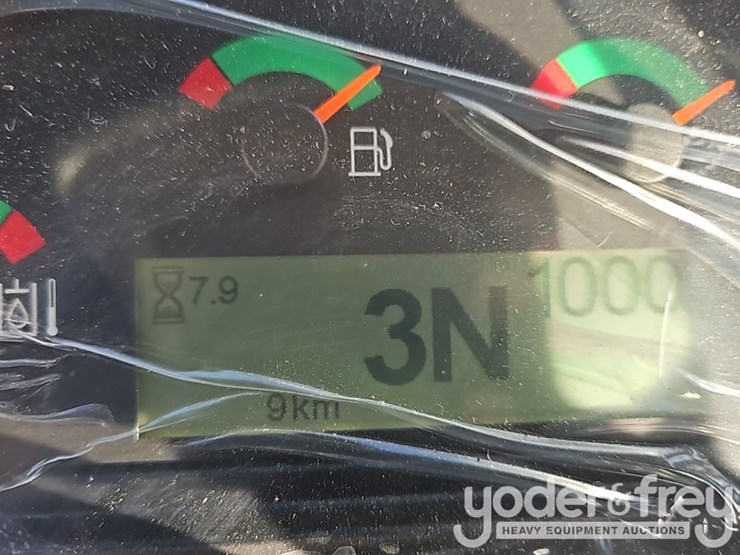 7.9
3N
1000
9km
yoder&frey
HEAVY EQUIPMENT AUCTIONS